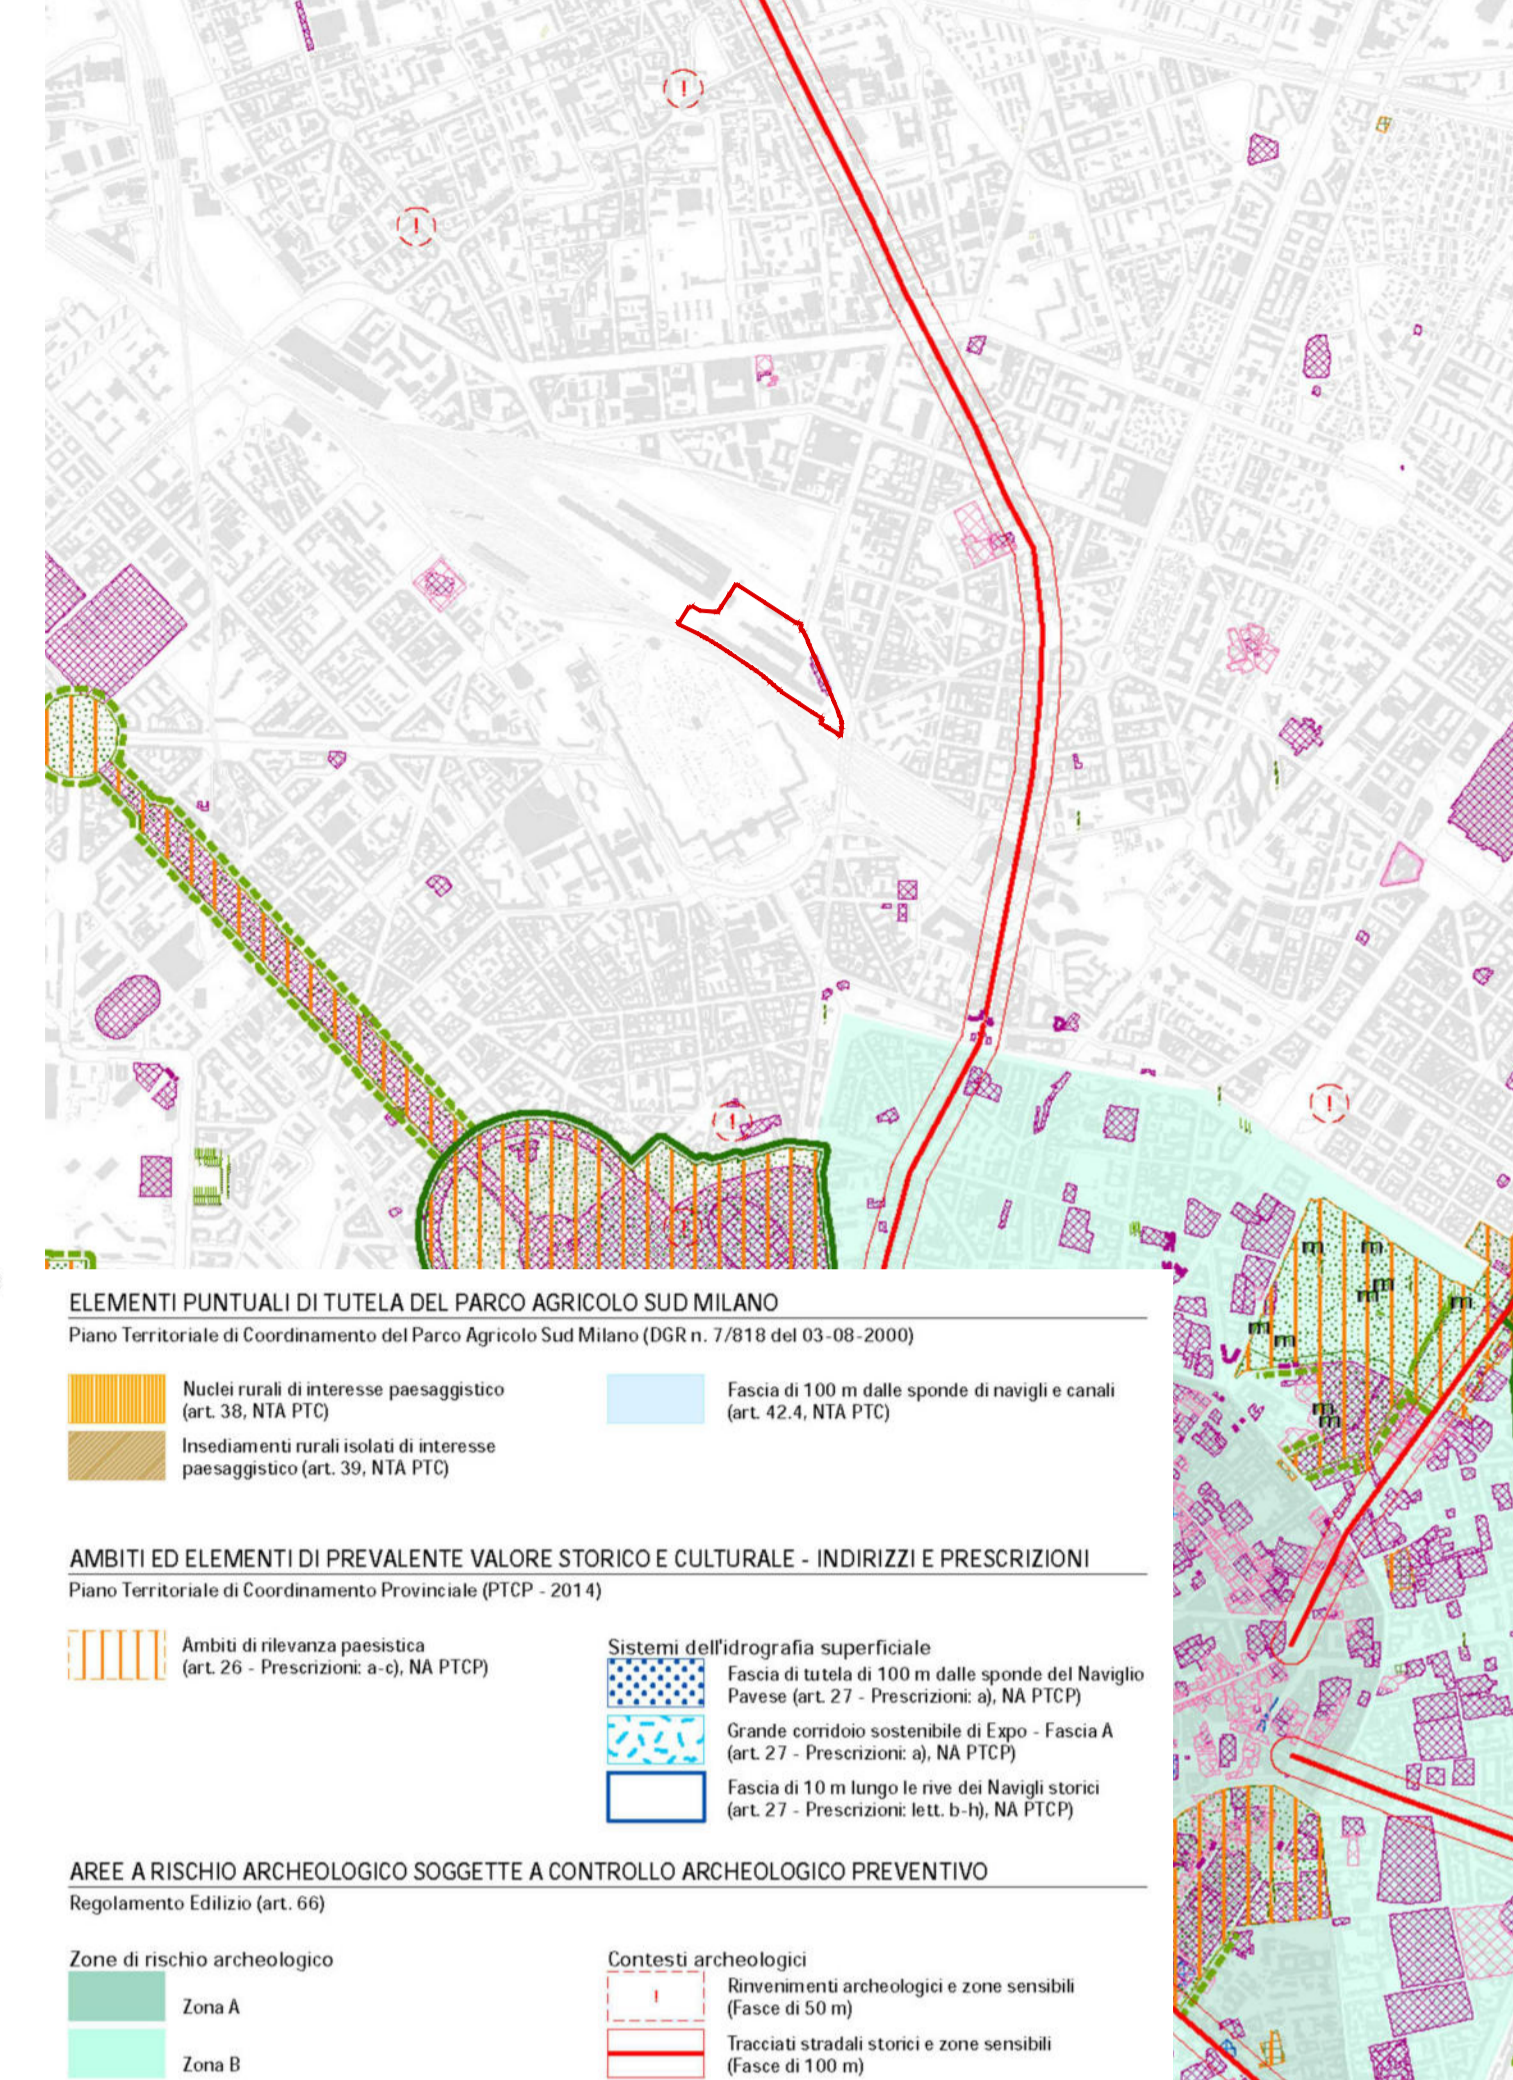 !
!
!
!
!
m m
m
m
m
m m
m
m
ELEMENTI PUNTUALI DI TUTELA DEL PARCO AGRICOLO SUD MILANO
Piano Territoriale di Coordinamento del Parco Agricolo Sud Milano (DGR n. 7/818 del 03-08-2000)
Nuclei rurali di interesse paesaggistico
(art. 38, NTA PTC)
Insediamenti rurali isolati di interesse
paesaggistico (art. 39, NTA PTC)
Fascia di 100 m dalle sponde di navigli e canali
(art. 42.4, NTA PTC)
AMBITI ED ELEMENTI DI PREVALENTE VALORE STORICO E CULTURALE - INDIRIZZI E PRESCRIZIONI
Piano Territoriale di Coordinamento Provinciale (PTCP - 2014)
Ambiti di rilevanza paesistica
(art. 26 - Prescrizioni: a-c), NA PTCP)
Sistemi dell'idrografia superficiale
Fascia di tutela di 100 m dalle sponde del Naviglio
Pavese (art. 27 - Prescrizioni: a), NA PTCP)
Grande corridoio sostenibile di Expo - Fascia A
(art. 27 - Prescrizioni: a), NA PTCP)
Fascia di 10 m lungo le rive dei Navigli storici
(art. 27 - Prescrizioni: lett. b-h), NA PTCP)
AREE A RISCHIO ARCHEOLOGICO SOGGETTE A CONTROLLO ARCHEOLOGICO PREVENTIVO
Regolamento Edilizio (art. 66)
Zone di rischio archeologico
Zona A
Zona B
Contesti archeologici
!
Rinvenimenti archeologici e zone sensibili
(Fasce di 50 m)
Tracciati stradali storici e zone sensibili
(Fasce di 100 m)